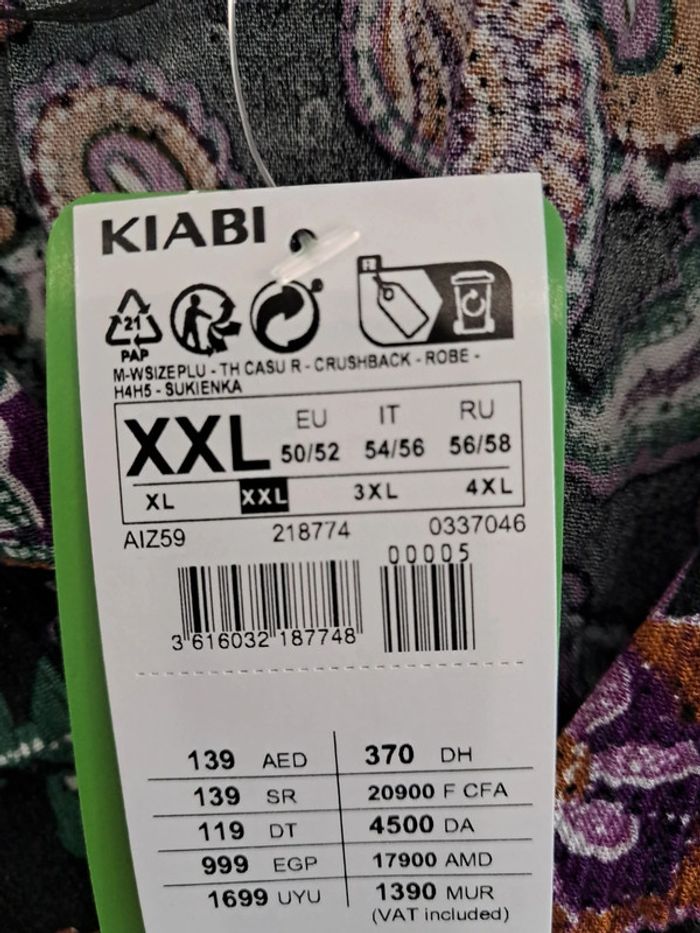 KIABI
21
PAP
FR
M-WSIZEPLU - TH CASU R - CRUSHBACK - ROBE -
H4H5 - SUKIENKA
XXL EU IT RU
50/52 54/56 56/58
XL XXL 3XL 4XL
AIZ59 218774 0337046
00005
3 616032 187748
139 AED 370 DH
139 SR 20900 F CFA
119 DT 4500 DA
999 EGP 17900 AMD
1699 UYU 1390 MUR
(VAT included)